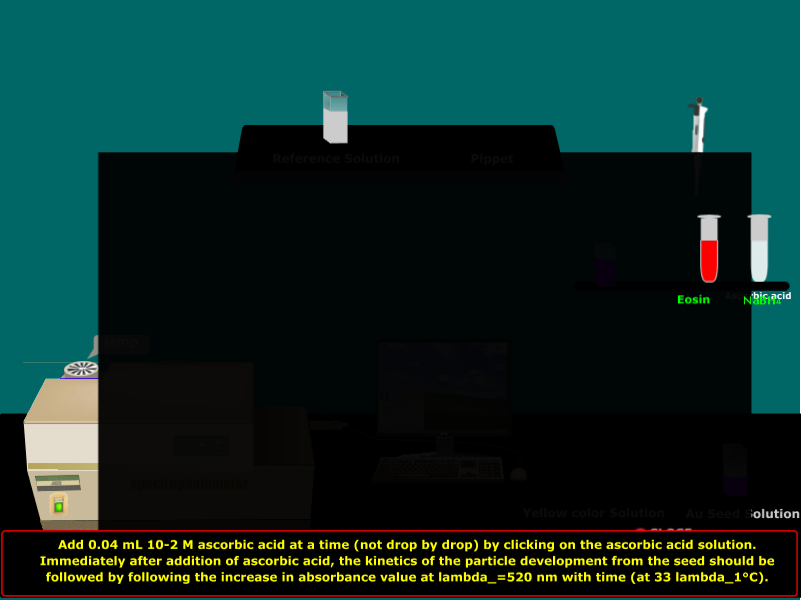 Reference Solution
Pippet
Eosin
bic acid
Yellow color Solution
Au Seed Solution
CLOSE
Add 0.04 mL 10-2 M ascorbic acid at a time (not drop by drop) by clicking on the ascorbic acid solution.
Immediately after addition of ascorbic acid, the kinetics of the particle development from the seed should be
followed by following the increase in absorbance value at lambda_=520 nm with time (at 33 lambda_1°C).